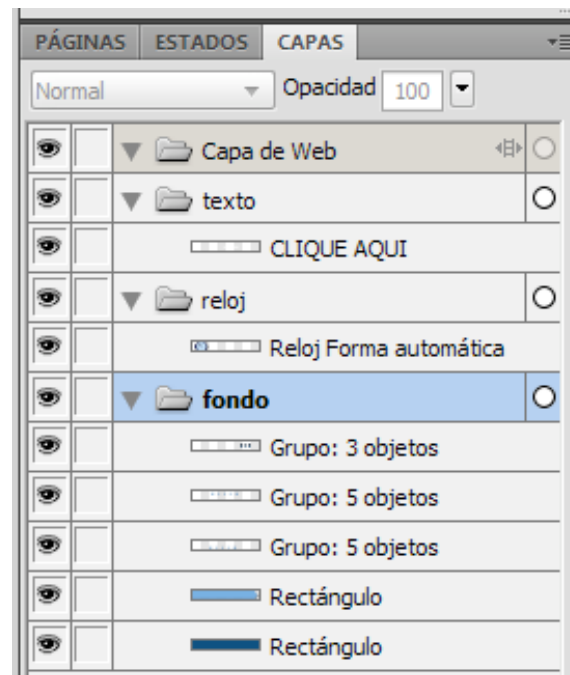 PÁGINAS ESTADOS CAPAS
Normal Opacidad 100
Capa de Web
texto
CLIQUE AQUI
reloj
Reloj Forma automática
fondo
Grupo: 3 objetos
Grupo: 5 objetos
Grupo: 5 objetos
Rectángulo
Rectángulo